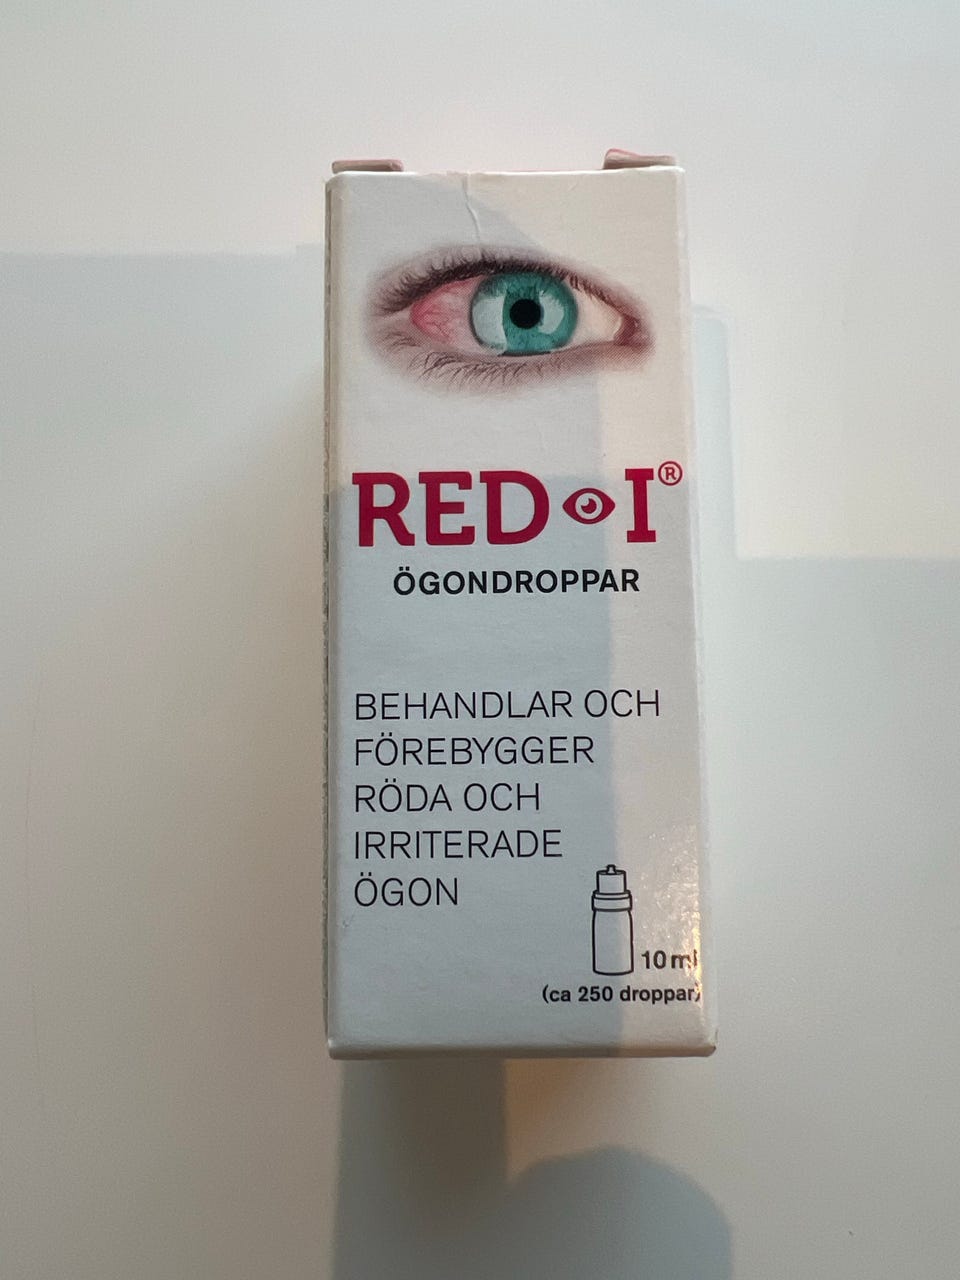 RED I®
ÖGONDROPPAR
BEHANDLAR OCH
FÖREBYGGER
RÖDA OCH
IRRITERADE
ÖGON
10 ml
(ca 250 droppar)